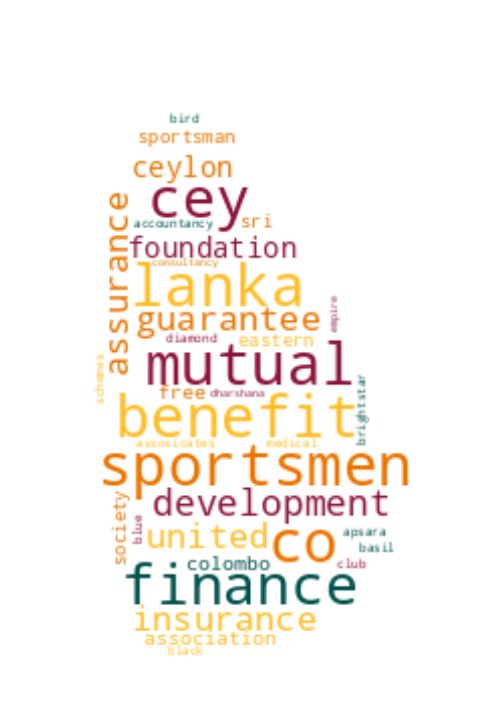 bird
sportsman
ceylon
cey
assurance
accountancy
sri
foundation
consultancy
lanka
empire
guarantee
diamond
eastern
mutual
schemes
free
dharshana
brightstar
benefit
assosicates
medical
sportsmen
development
society
blue
united
co
apsara
basil
colombo
club
finance
insurance
association
black